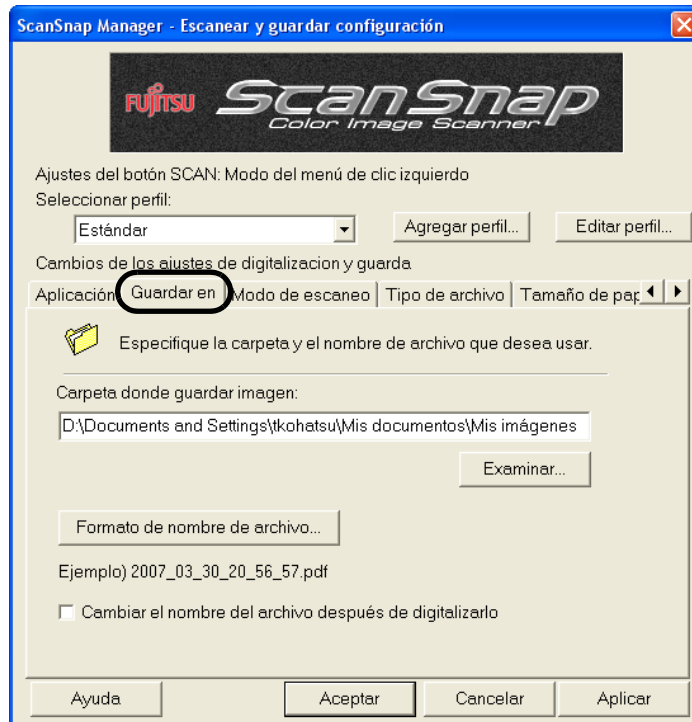 ScanSnap Manager - Escanear y guardar configuración
FUJITSU ScanSnap
Color Image Scanner
Ajustes del botón SCAN: Modo del menú de clic izquierdo
Seleccionar perfil:
Estándar Agregar perfil... Editar perfil...
Cambios de los ajustes de digitalizacion y guarda
Aplicación Guardar en Modo de escaneo Tipo de archivo Tamaño de pap
Especifique la carpeta y el nombre de archivo que desea usar.
Carpeta donde guardar imagen:
D:\Documents and Settings\tkohatsu\Mis documentos\Mis imágenes
Examinar...
Formato de nombre de archivo...
Ejemplo) 2007_03_30_20_56_57.pdf
Cambiar el nombre del archivo después de digitalizarlo
Ayuda Aceptar Cancelar Aplicar